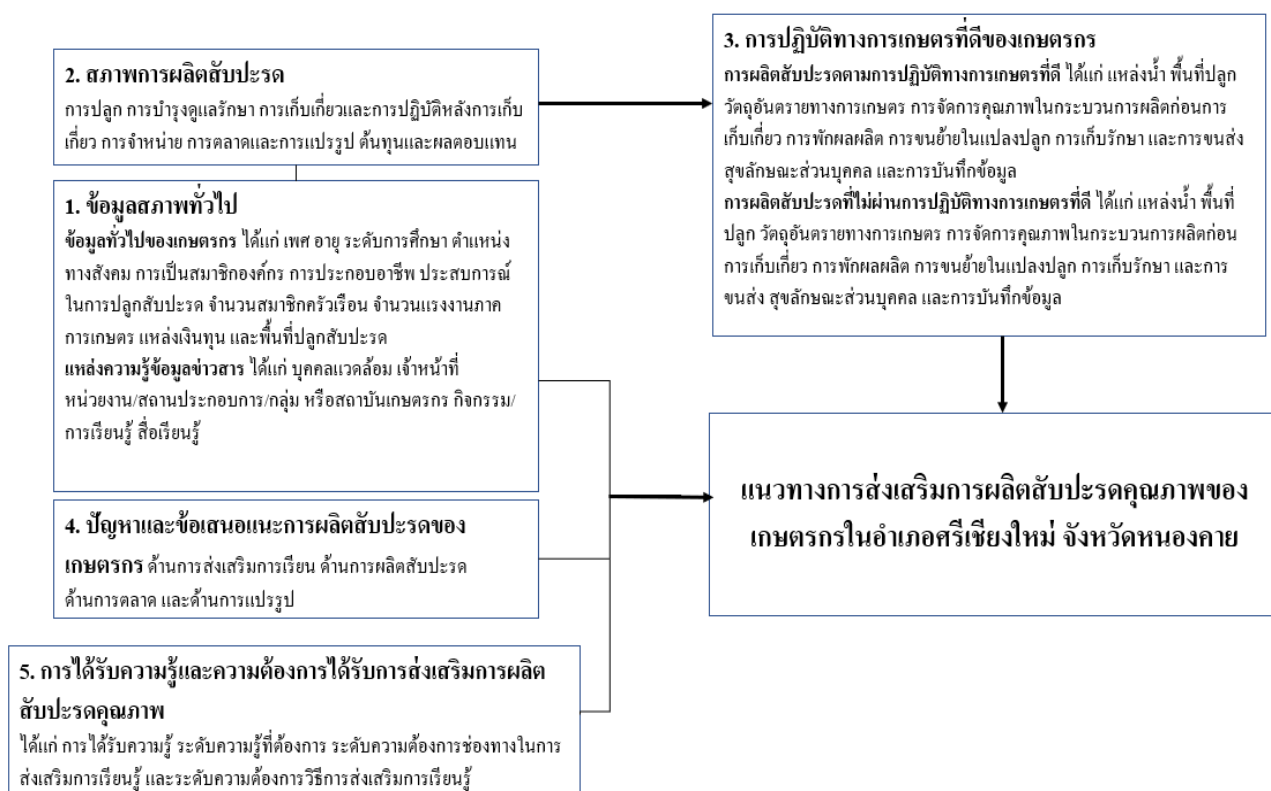 2. สภาพการผลิตสับปะรด
การปลูก การบำรุงดูแลรักษา การเก็บเกี่ยวและการปฏิบัติหลังการเก็บ
เกี่ยว การจำหน่าย การตลาดและการแปรรูป ต้นทุนและผลตอบแทน
1. ข้อมูลสภาพทั่วไป
ข้อมูลทั่วไปของเกษตรกร ได้แก่ เพศ อายุ ระดับการศึกษา ตำแหน่ง
ทางสังคม การเป็นสมาชิกองค์กร การประกอบอาชีพ ประสบการณ์
ในการปลูกสับปะรด จำนวนสมาชิกครัวเรือน จำนวนแรงงานภาค
การเกษตร แหล่งเงินทุน และพื้นที่ปลูกสับปะรด
แหล่งความรู้ข้อมูลข่าวสาร ได้แก่ บุคคลแวดล้อม เจ้าหน้าที่
หน่วยงาน/สถานประกอบการ/กลุ่ม หรือสถาบันเกษตรกร กิจกรรม/
การเรียนรู้ สื่อเรียนรู้
4. ปัญหาและข้อเสนอแนะการผลิตสับปะรดของ
เกษตรกร ด้านการส่งเสริมการเรียน ด้านการผลิตสับปะรด
ด้านการตลาด และด้านการแปรรูป
5. การได้รับความรู้และความต้องการได้รับการส่งเสริมการผลิต
สับปะรดคุณภาพ
ได้แก่ การได้รับความรู้ ระดับความรู้ที่ต้องการ ระดับความต้องการช่องทางในการ
ส่งเสริมการเรียนรู้ และระดับความต้องการวิธีการส่งเสริมการเรียนรู้
3. การปฏิบัติทางการเกษตรที่ดีของเกษตรกร
การผลิตสับปะรดตามการปฏิบัติทางการเกษตรที่ดี ได้แก่ แหล่งน้ำ พื้นที่ปลูก
วัตถุอันตรายทางการเกษตร การจัดการคุณภาพในกระบวนการผลิตก่อนการ
เก็บเกี่ยว การพักผลผลิต การขนย้ายในแปลงปลูก การเก็บรักษา และการขนส่ง
สุขลักษณะส่วนบุคคล และการบันทึกข้อมูล
การผลิตสับปะรดที่ไม่ผ่านการปฏิบัติทางการเกษตรที่ดี ได้แก่ แหล่งน้ำ พื้นที่
ปลูก วัตถุอันตรายทางการเกษตร การจัดการคุณภาพในกระบวนการผลิตก่อน
การเก็บเกี่ยว การพักผลผลิต การขนย้ายในแปลงปลูก การเก็บรักษา และการ
ขนส่ง สุขลักษณะส่วนบุคคล และการบันทึกข้อมูล
แนวทางการส่งเสริมการผลิตสับปะรดคุณภาพของ
เกษตรกรในอำเภอศรีเชียงใหม่ จังหวัดหนองคาย